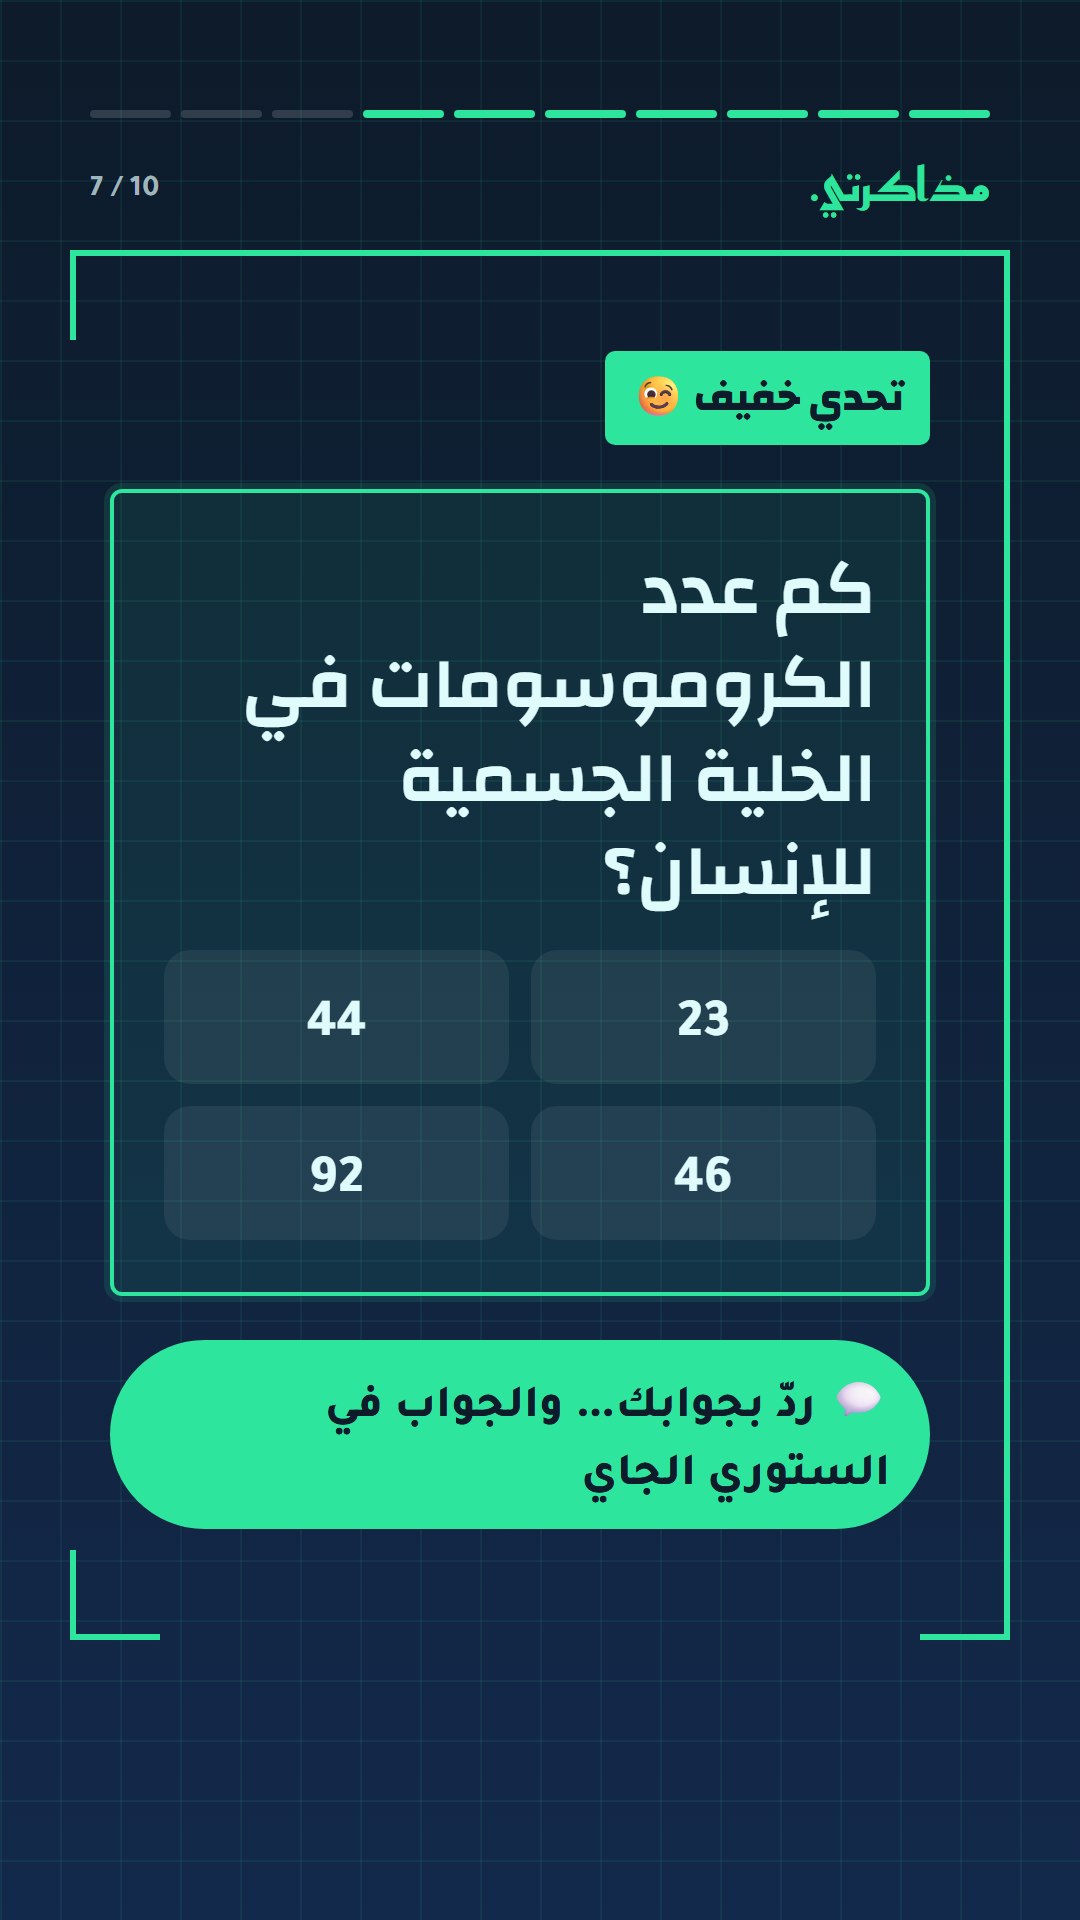 مذاكرتي.
7 / 10
تحدي خفيف 😉
كم عدد
الكروموسومات في
الخلية الجسمية
للإنسان؟
23
44
46
92
💬 ردّ بجوابك... والجواب في
الستوري الجاي